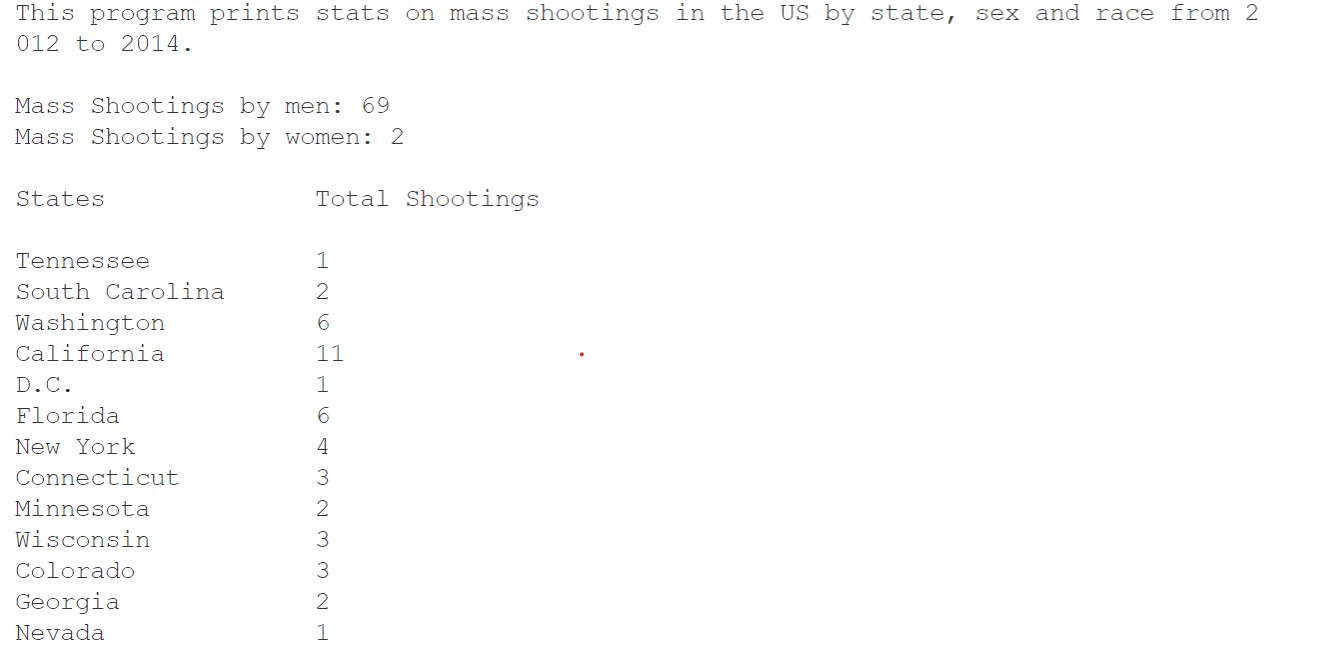 This program prints stats on mass shootings in the US by state, sex and race from 2
012 to 2014.
Mass Shootings by men: 69
Mass Shootings by women: 2
States Total Shootings
Tennessee 1
South Carolina 2
Washington 6
California 11
D.C. 1
Florida 6
New York 4
Connecticut 3
Minnesota 2
Wisconsin 3
Colorado 3
Georgia 2
Nevada 1